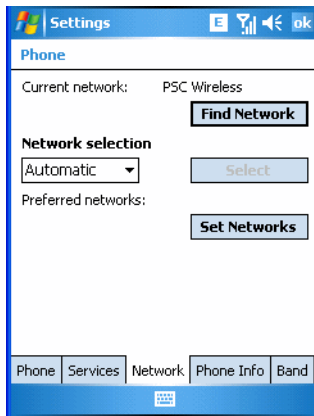 Settings E ok
Phone
Current network: PSC Wireless
Find Network
Network selection
Automatic Select
Preferred networks:
Set Networks
Phone Services Network Phone Info Band